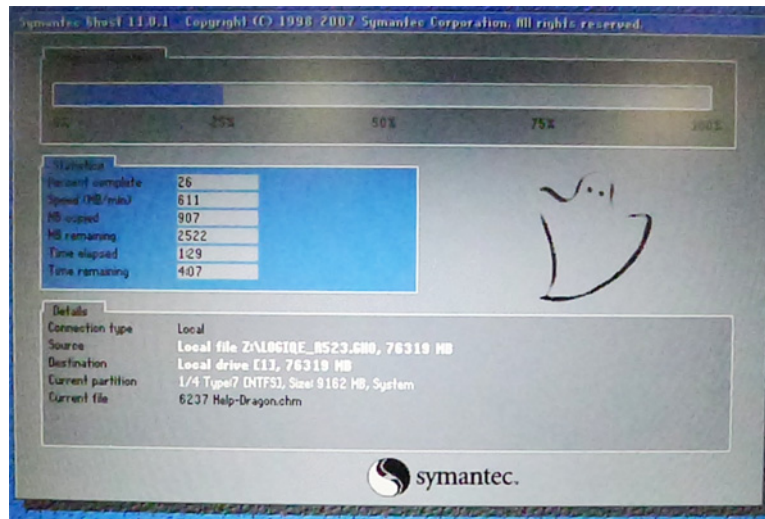 Symantec Ghost 11.0.1 Copyright (C) 1998-2007 Symantec Corporation. All rights reserved.
0% 25% 50% 75% 100%
Statistics
Percent complete 26
Speed (MB/min) 611
MB copied 907
MB remaining 2522
Time elapsed 1:29
Time remaining 4:07
Details
Connection type Local
Source Local file Z:\LOGIQE_R523.GHO, 76319 MB
Destination Local drive [1], 76319 MB
Current partition 1/4 Type:7 [NTFS], Size: 9162 MB, System
Current file 6237 Help-Dragon.chm
symantec.